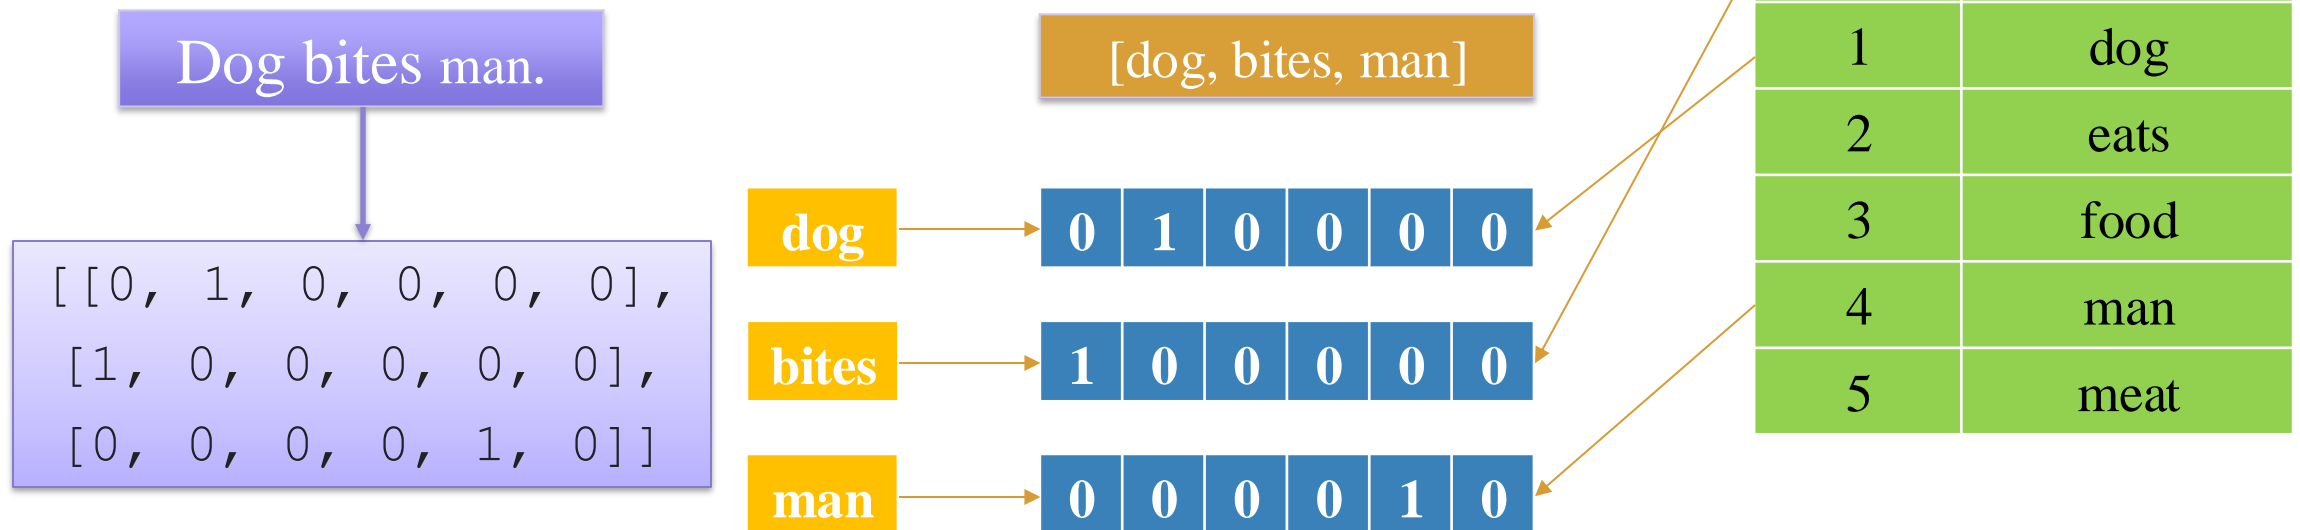 Dog bites man.
[[0, 1, 0, 0, 0, 0],
[1, 0, 0, 0, 0, 0],
[0, 0, 0, 0, 1, 0]]
[dog, bites, man]
dog 0 1 0 0 0 0
bites 1 0 0 0 0 0
man 0 0 0 0 1 0
1 dog
2 eats
3 food
4 man
5 meat